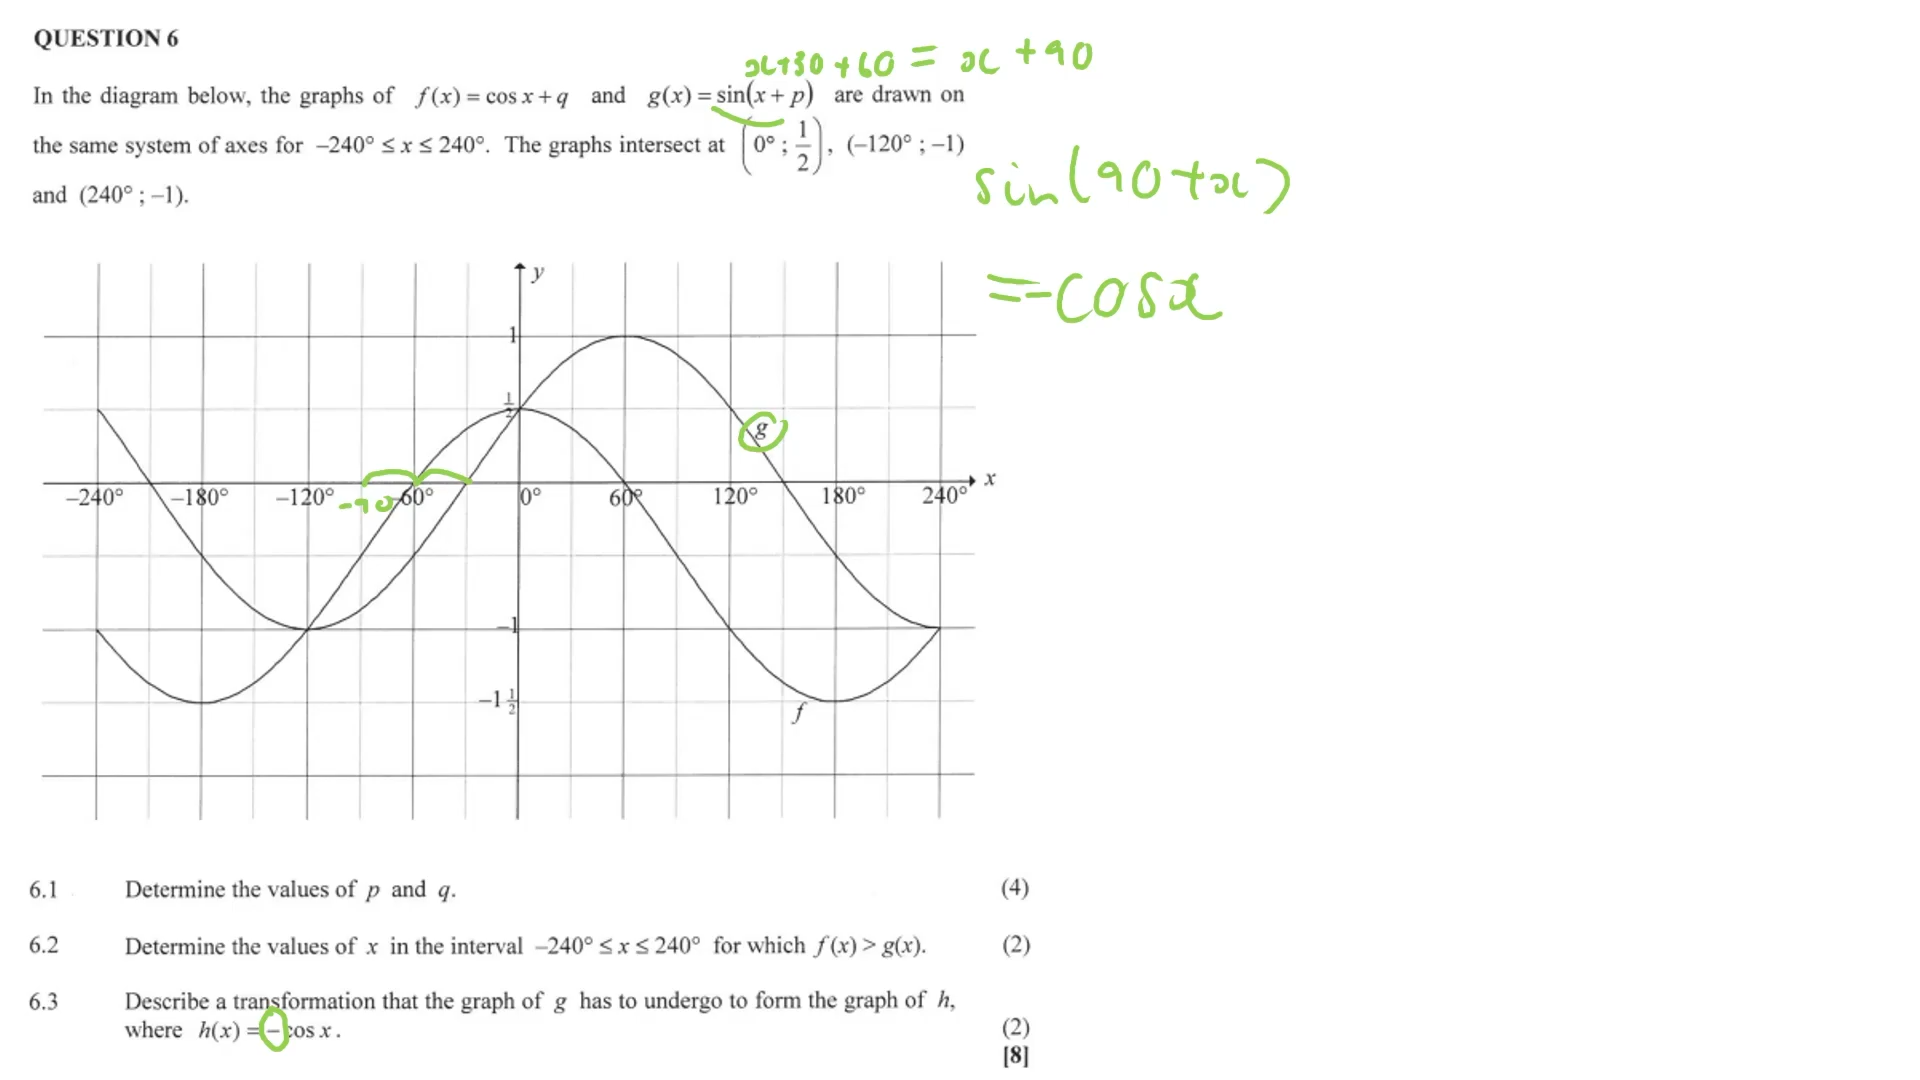 QUESTION 6
x+30+60 = x+90
In the diagram below, the graphs of f(x) = cos x + q and g(x) = sin(x + p) are drawn on
the same system of axes for –240° ≤ x ≤ 240°. The graphs intersect at (0° ; 1/2), (–120° ; –1)
and (240° ; –1).
sin(90+x)
=-cosx
y
1
1/2
g
–240° –180° –120° -90 –60° 0° 60° 120° 180° 240° x
–1
–1 1/2
f
6.1 Determine the values of p and q. (4)
6.2 Determine the values of x in the interval –240° ≤ x ≤ 240° for which f(x) > g(x). (2)
6.3 Describe a transformation that the graph of g has to undergo to form the graph of h,
where h(x) = –cos x. (2)
[8]